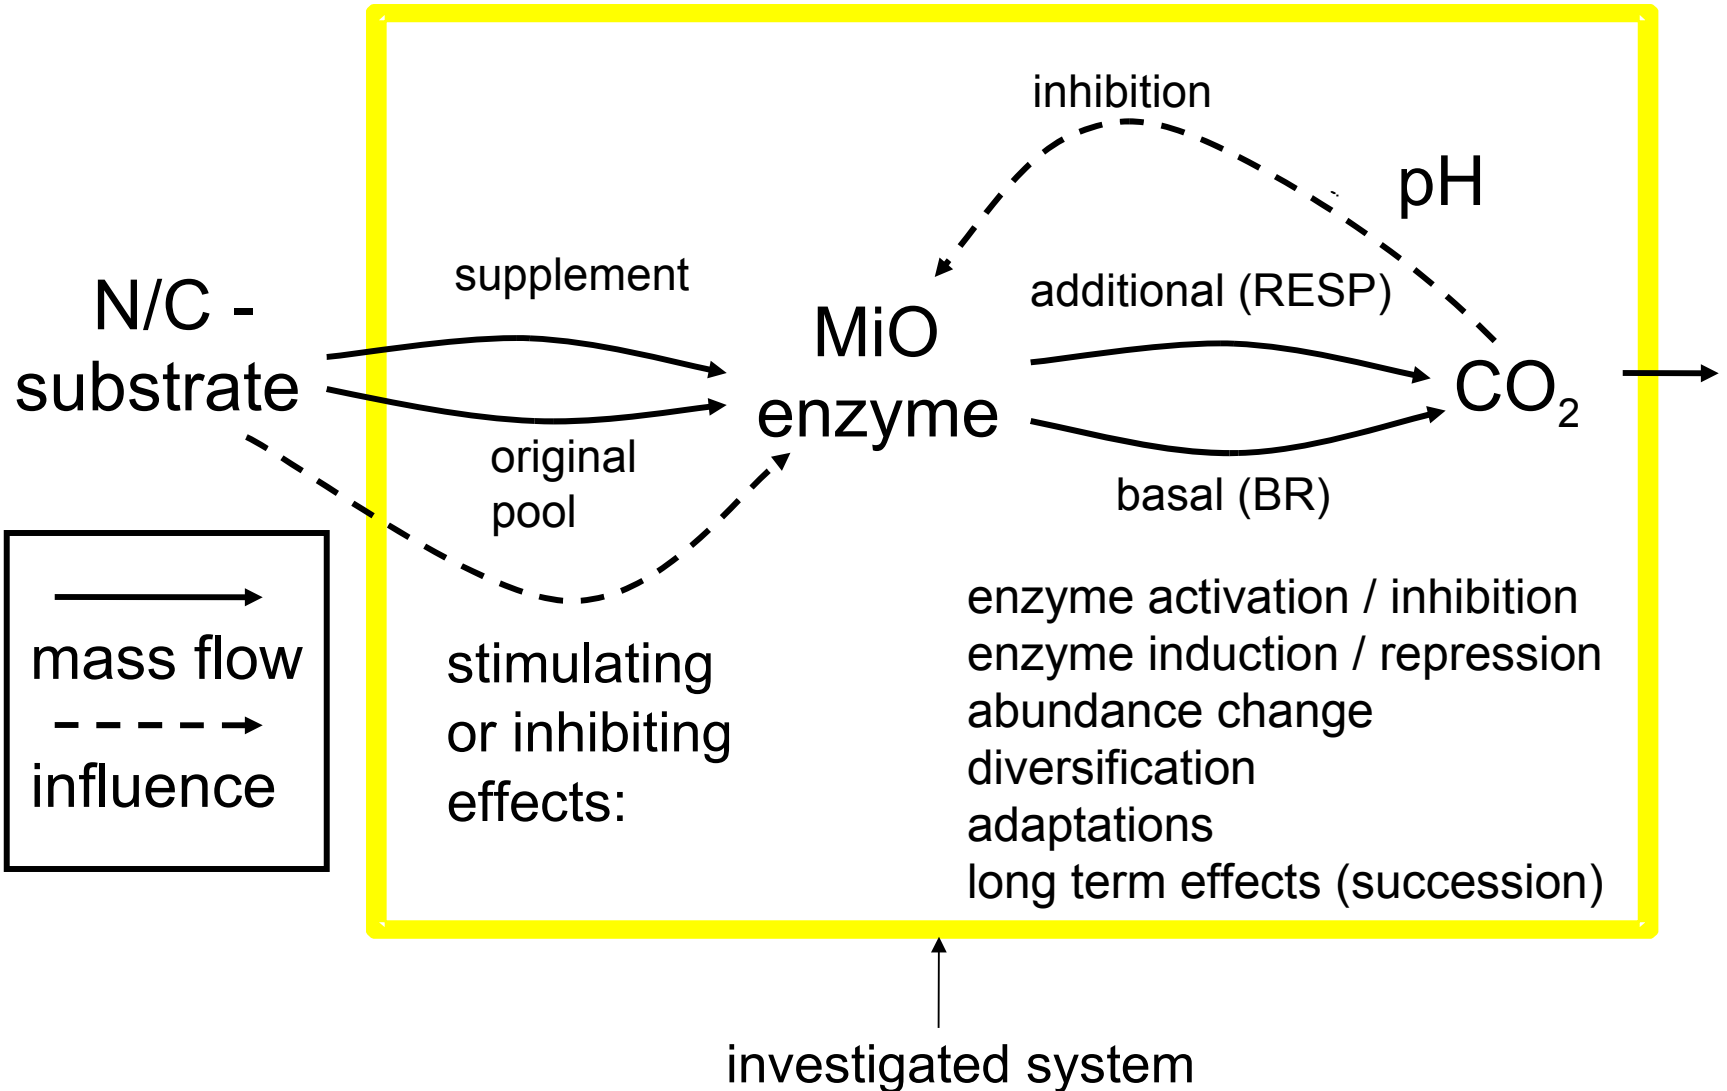 inhibition
pH
supplement
additional (RESP)
N/C -
substrate
MiO
enzyme
CO₂
original
pool
basal (BR)
mass flow
influence
stimulating
or inhibiting
effects:
enzyme activation / inhibition
enzyme induction / repression
abundance change
diversification
adaptations
long term effects (succession)
investigated system